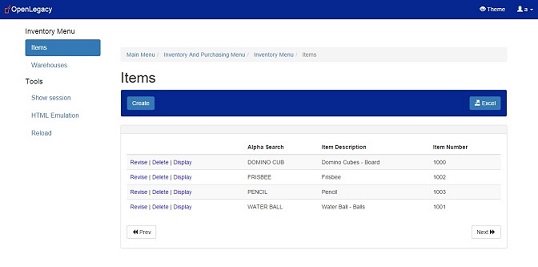 OpenLegacy
Theme
a
Inventory Menu
Items
Warehouses
Tools
Show session
HTML Emulation
Reload
Main Menu / Inventory And Purchasing Menu / Inventory Menu / Items
Items
Create
Excel
Alpha Search Item Description Item Number
Revise | Delete | Display DOMINO CUB Domino Cubes - Board 1000
Revise | Delete | Display FRISBEE Frisbee 1002
Revise | Delete | Display PENCIL Pencil 1003
Revise | Delete | Display WATER BALL Water Ball - Balls 1001
Prev
Next